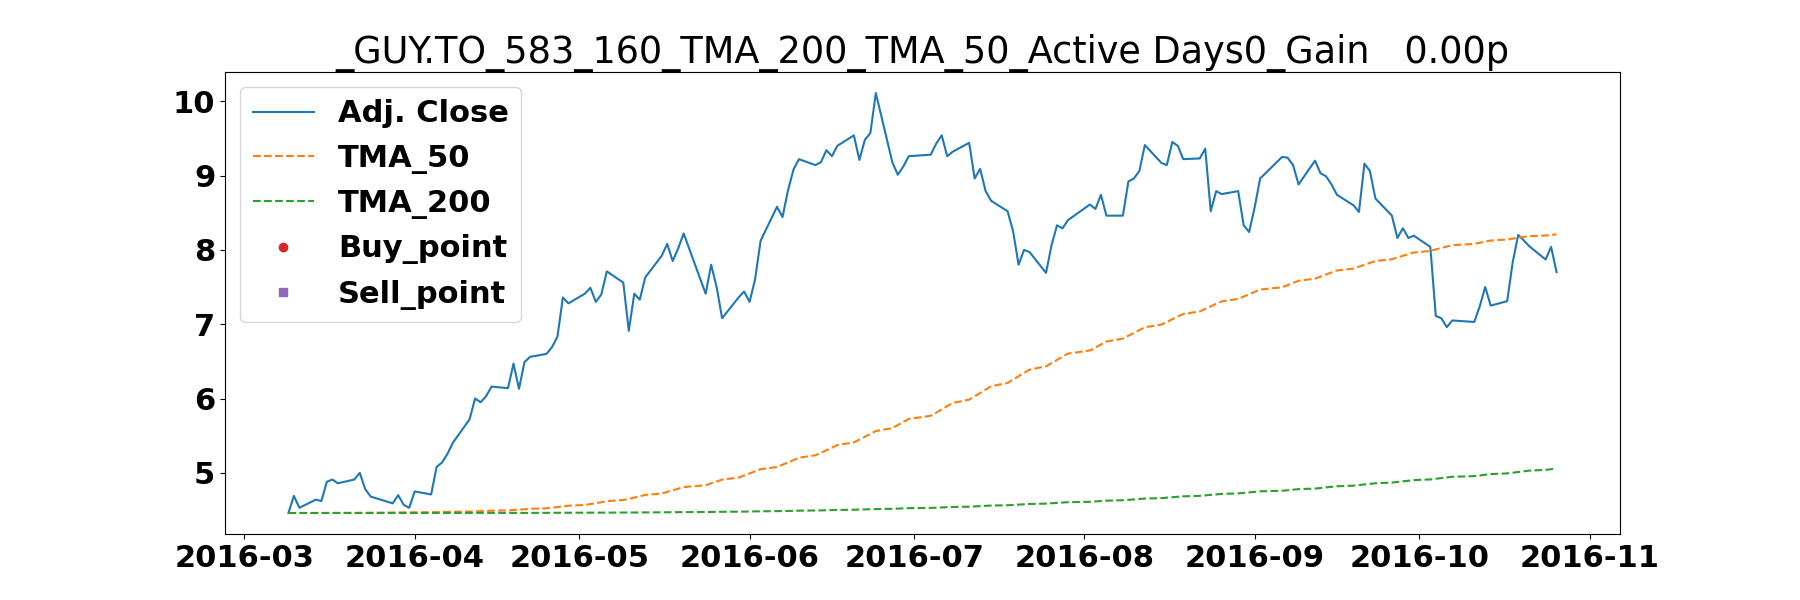 _GUY.TO_583_160_TMA_200_TMA_50_Active Days0_Gain   0.00p
10
9
8
7
6
5
Adj. Close
TMA_50
TMA_200
Buy_point
Sell_point
2016-03 2016-04 2016-05 2016-06 2016-07 2016-08 2016-09 2016-10 2016-11